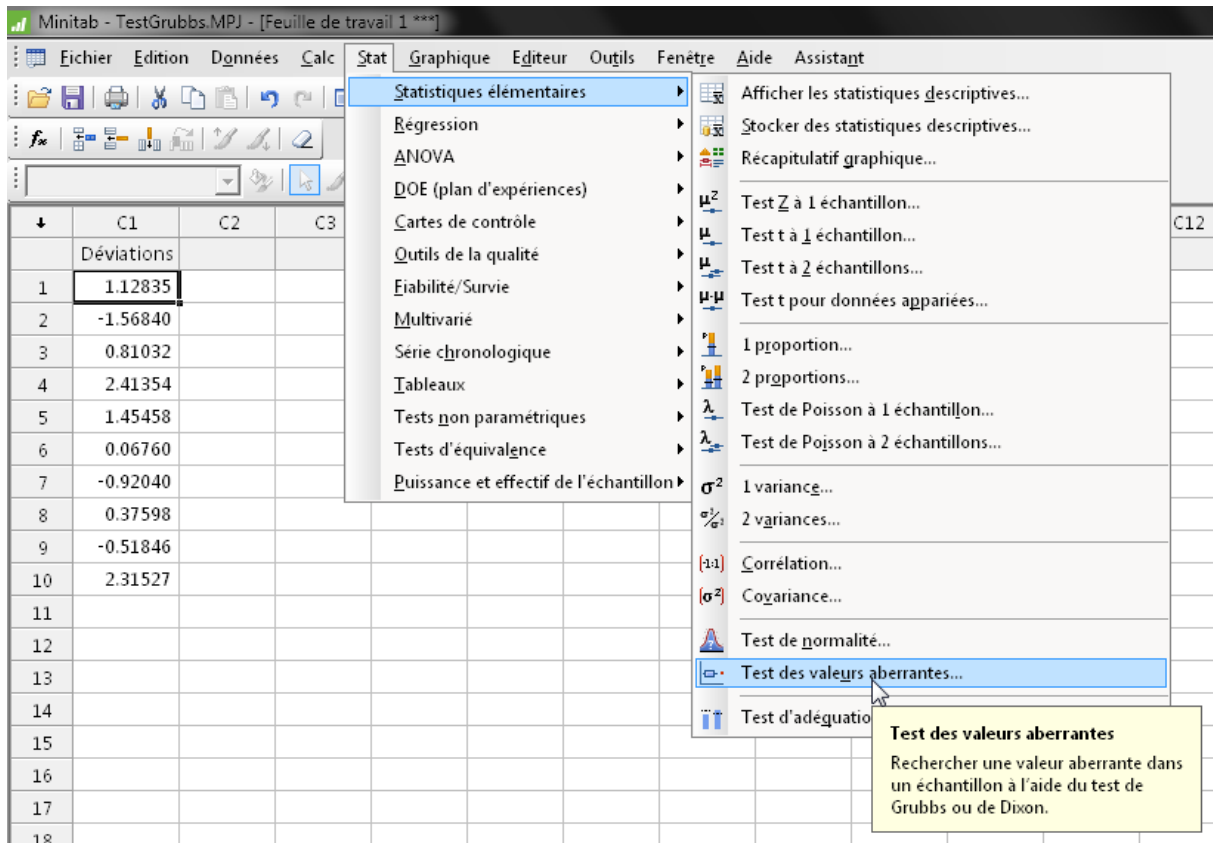 Minitab - TestGrubbs.MPJ - [Feuille de travail 1 ***]
Fichier Edition Données Calc Stat Graphique Editeur Outils Fenêtre Aide Assistant
Statistiques élémentaires
Régression
ANOVA
DOE (plan d'expériences)
Cartes de contrôle
Outils de la qualité
Fiabilité/Survie
Multivarié
Série chronologique
Tableaux
Tests non paramétriques
Tests d'équivalence
Puissance et effectif de l'échantillon
Afficher les statistiques descriptives...
Stocker des statistiques descriptives...
Récapitulatif graphique...
Test Z à 1 échantillon...
Test t à 1 échantillon...
Test t à 2 échantillons...
Test t pour données appariées...
1 proportion...
2 proportions...
Test de Poisson à 1 échantillon...
Test de Poisson à 2 échantillons...
1 variance...
2 variances...
Corrélation...
Covariance...
Test de normalité...
Test des valeurs aberrantes...
Test d'adéquatio
Test des valeurs aberrantes
Rechercher une valeur aberrante dans
un échantillon à l'aide du test de
Grubbs ou de Dixon.
C1 C2 C3 C12
Déviations
1 1.12835
2 -1.56840
3 0.81032
4 2.41354
5 1.45458
6 0.06760
7 -0.92040
8 0.37598
9 -0.51846
10 2.31527
11
12
13
14
15
16
17
18